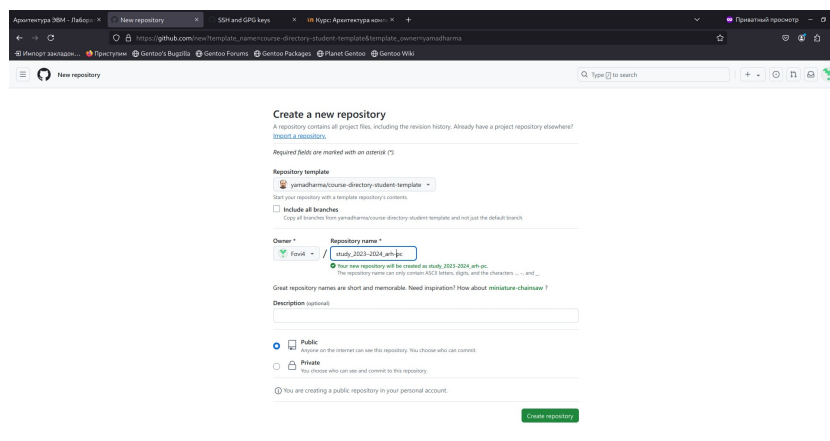 Архитектура ЭВМ - Лабора
New repository
SSH and GPG keys
Курс: Архитектура комп
Приватный просмотр
https://github.com/new?template_name=course-directory-student-template&template_owner=yamadharma
Импорт закладок... Приступим Gentoo's Bugzilla Gentoo Forums Gentoo Packages Planet Gentoo Gentoo Wiki
New repository
Type / to search
Create a new repository
A repository contains all project files, including the revision history. Already have a project repository elsewhere?
Import a repository.
Required fields are marked with an asterisk (*).
Repository template
yamadharma/course-directory-student-template
Start your repository with a template repository's contents.
Include all branches
Copy all branches from yamadharma/course-directory-student-template and not just the default branch.
Owner * Repository name *
Fovi4 / study_2023–2024_arh-pc
Your new repository will be created as study_2023-2024_arh-pc.
The repository name can only contain ASCII letters, digits, and the characters ., -, and _.
Great repository names are short and memorable. Need inspiration? How about miniature-chainsaw ?
Description (optional)
Public
Anyone on the internet can see this repository. You choose who can commit.
Private
You choose who can see and commit to this repository.
You are creating a public repository in your personal account.
Create repository